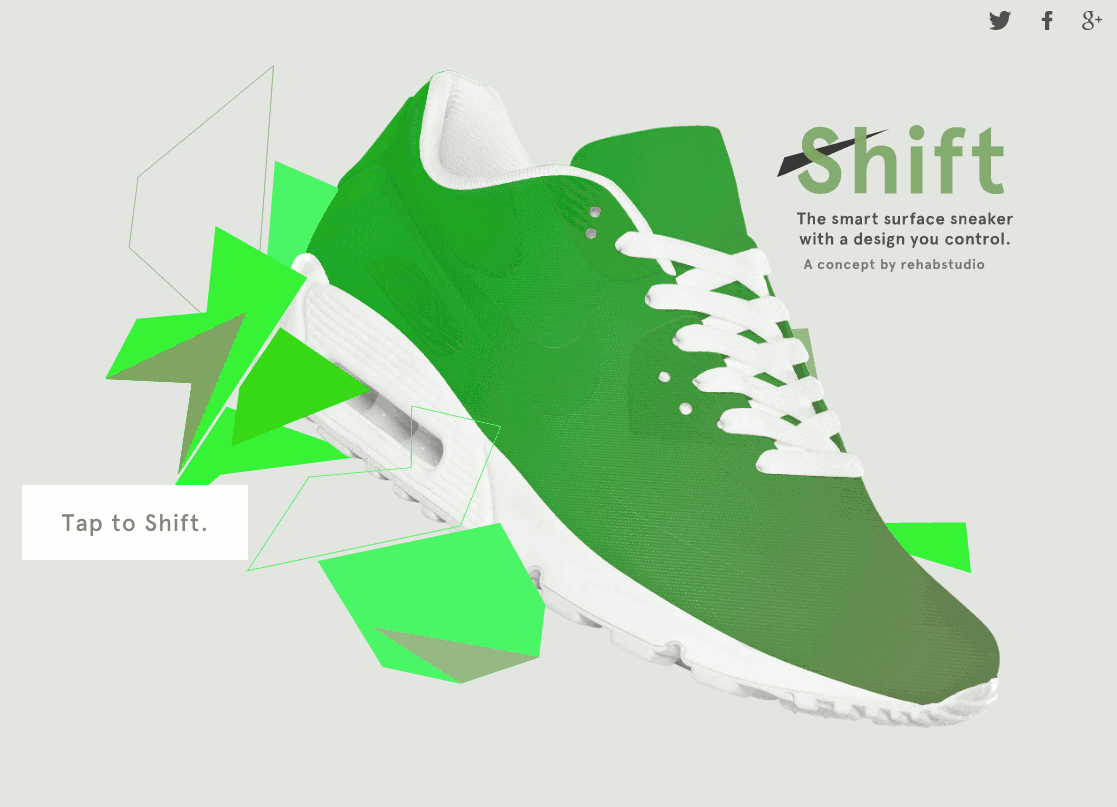 Shift
The smart surface sneaker
with a design you control.
A concept by rehabstudio
Tap to Shift.